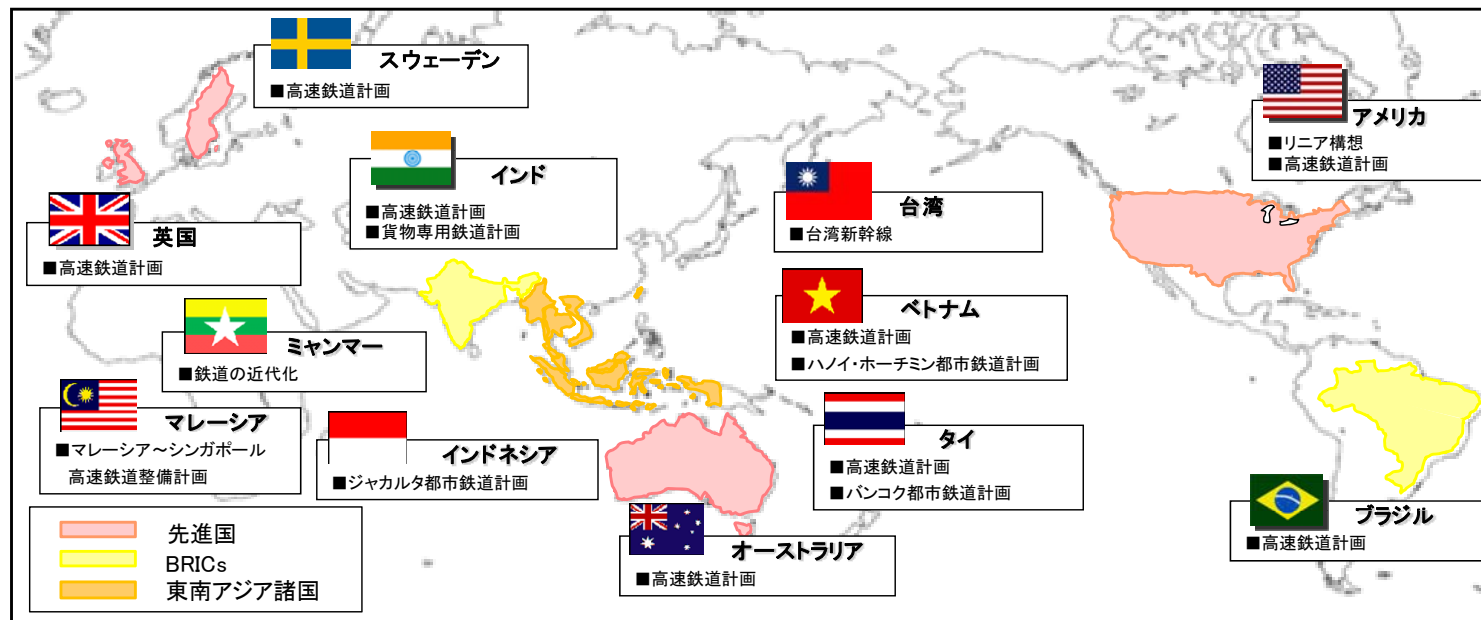 スウェーデン
■高速鉄道計画
アメリカ
■リニア構想
■高速鉄道計画
インド
■高速鉄道計画
■貨物専用鉄道計画
台湾
■台湾新幹線
英国
■高速鉄道計画
ベトナム
■高速鉄道計画
■ハノイ・ホーチミン都市鉄道計画
ミャンマー
■鉄道の近代化
マレーシア
■マレーシア～シンガポール
高速鉄道整備計画
インドネシア
■ジャカルタ都市鉄道計画
タイ
■高速鉄道計画
■バンコク都市鉄道計画
オーストラリア
■高速鉄道計画
ブラジル
■高速鉄道計画
先進国
BRICs
東南アジア諸国